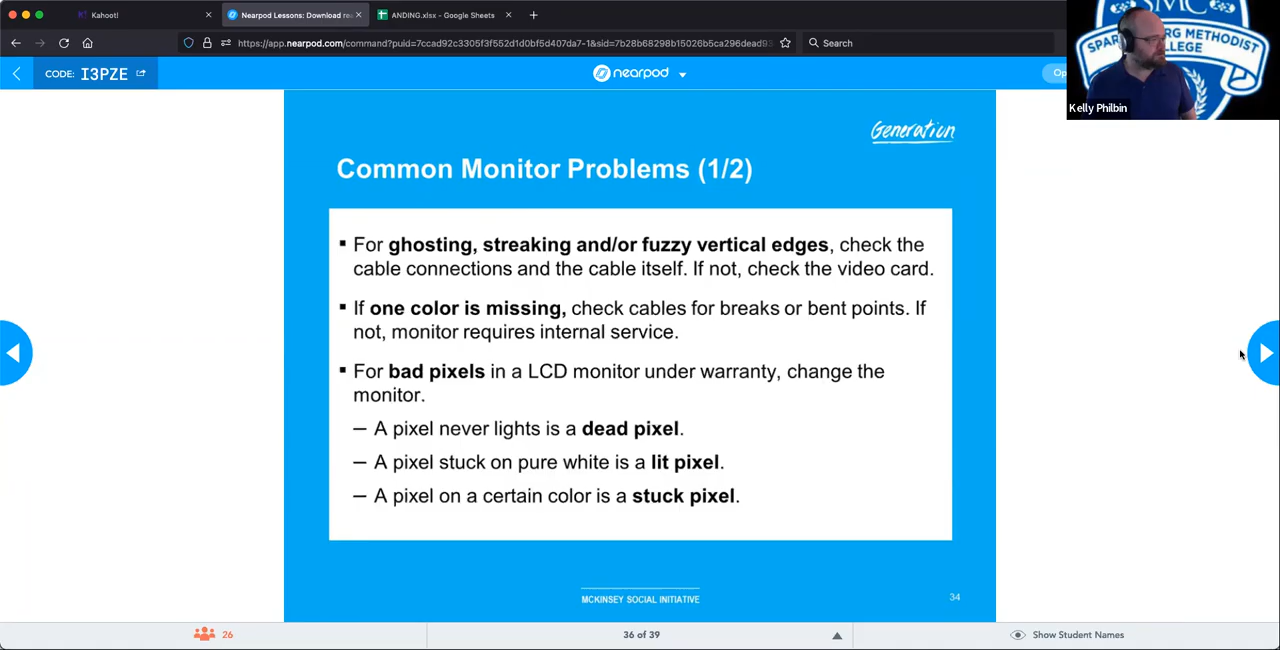 Kahoot!
Nearpod Lessons: Download re
ANDING.xlsx - Google Sheets
https://app.nearpod.com/command?puid=7ccad92c3305f3f552d1d0bf5d407da7-1&sid=7b28b68298b15026b5ca296dead93
Search
CODE: I3PZE
nearpod
Op
SMC
METHODIST
COLLEGE
Kelly Philbin
Generation
Common Monitor Problems (1/2)
▪ For ghosting, streaking and/or fuzzy vertical edges, check the
cable connections and the cable itself. If not, check the video card.
▪ If one color is missing, check cables for breaks or bent points. If
not, monitor requires internal service.
▪ For bad pixels in a LCD monitor under warranty, change the
monitor.
– A pixel never lights is a dead pixel.
– A pixel stuck on pure white is a lit pixel.
– A pixel on a certain color is a stuck pixel.
MCKINSEY SOCIAL INITIATIVE
34
26
36 of 39
Show Student Names